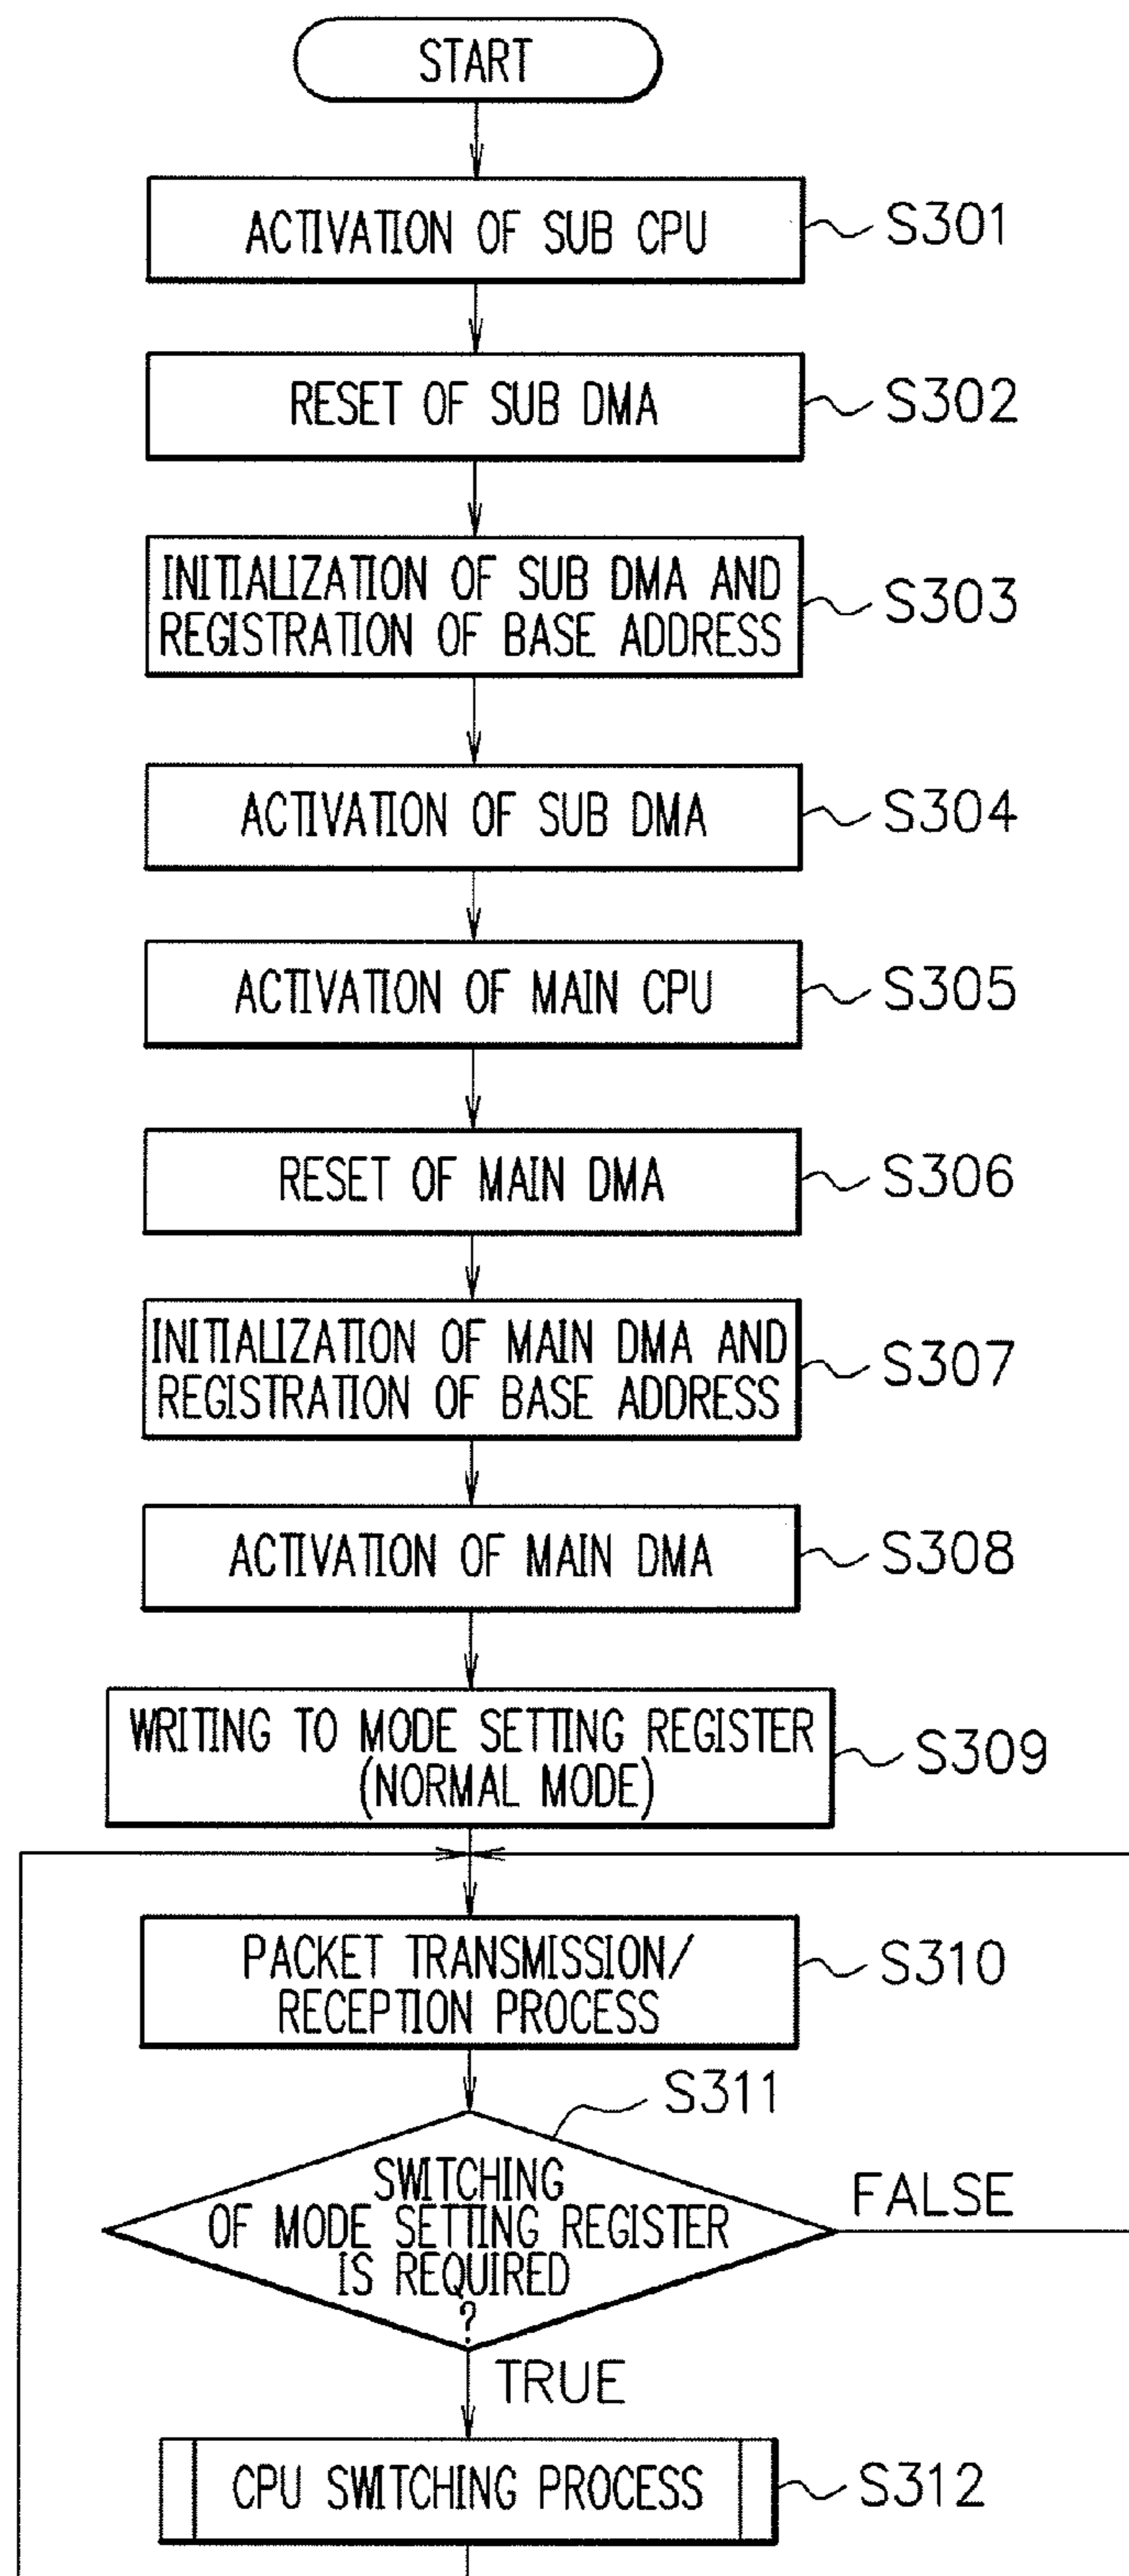 START
ACTIVATION OF SUB CPU
S301
RESET OF SUB DMA
S302
INITIALIZATION OF SUB DMA AND
REGISTRATION OF BASE ADDRESS
S303
ACTIVATION OF SUB DMA
S304
ACTIVATION OF MAIN CPU
S305
RESET OF MAIN DMA
S306
INITIALIZATION OF MAIN DMA AND
REGISTRATION OF BASE ADDRESS
S307
ACTIVATION OF MAIN DMA
S308
WRITING TO MODE SETTING REGISTER
(NORMAL MODE)
S309
PACKET TRANSMISSION/
RECEPTION PROCESS
S310
S311
SWITCHING
OF MODE SETTING REGISTER
IS REQUIRED
?
FALSE
TRUE
CPU SWITCHING PROCESS
S312